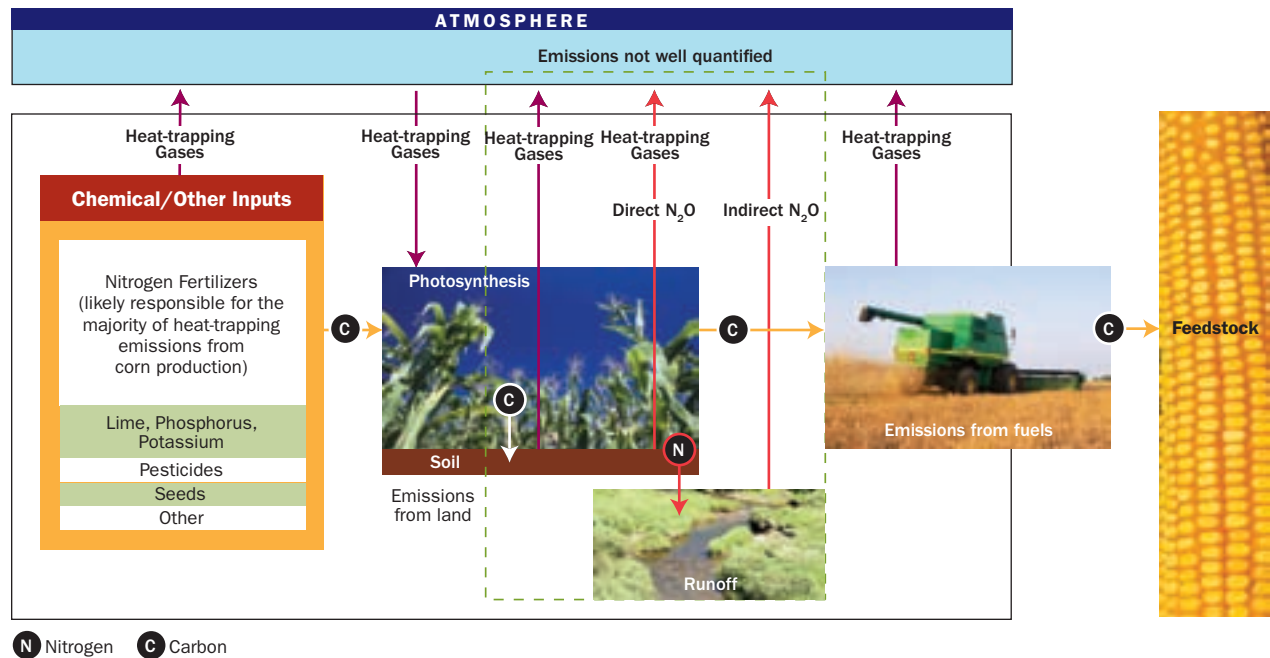 ATMOSPHERE
Emissions not well quantified
Heat-trapping
Gases
Heat-trapping
Gases
Heat-trapping
Gases
Heat-trapping
Gases
Heat-trapping
Gases
Chemical/Other Inputs
Direct N₂O
Indirect N₂O
Nitrogen Fertilizers
(likely responsible for the
majority of heat-trapping
emissions from
corn production)
Lime, Phosphorus,
Potassium
Pesticides
Seeds
Other
C
Photosynthesis
C
Soil
N
Emissions
from land
Runoff
C
Emissions from fuels
C
Feedstock
N Nitrogen
C Carbon